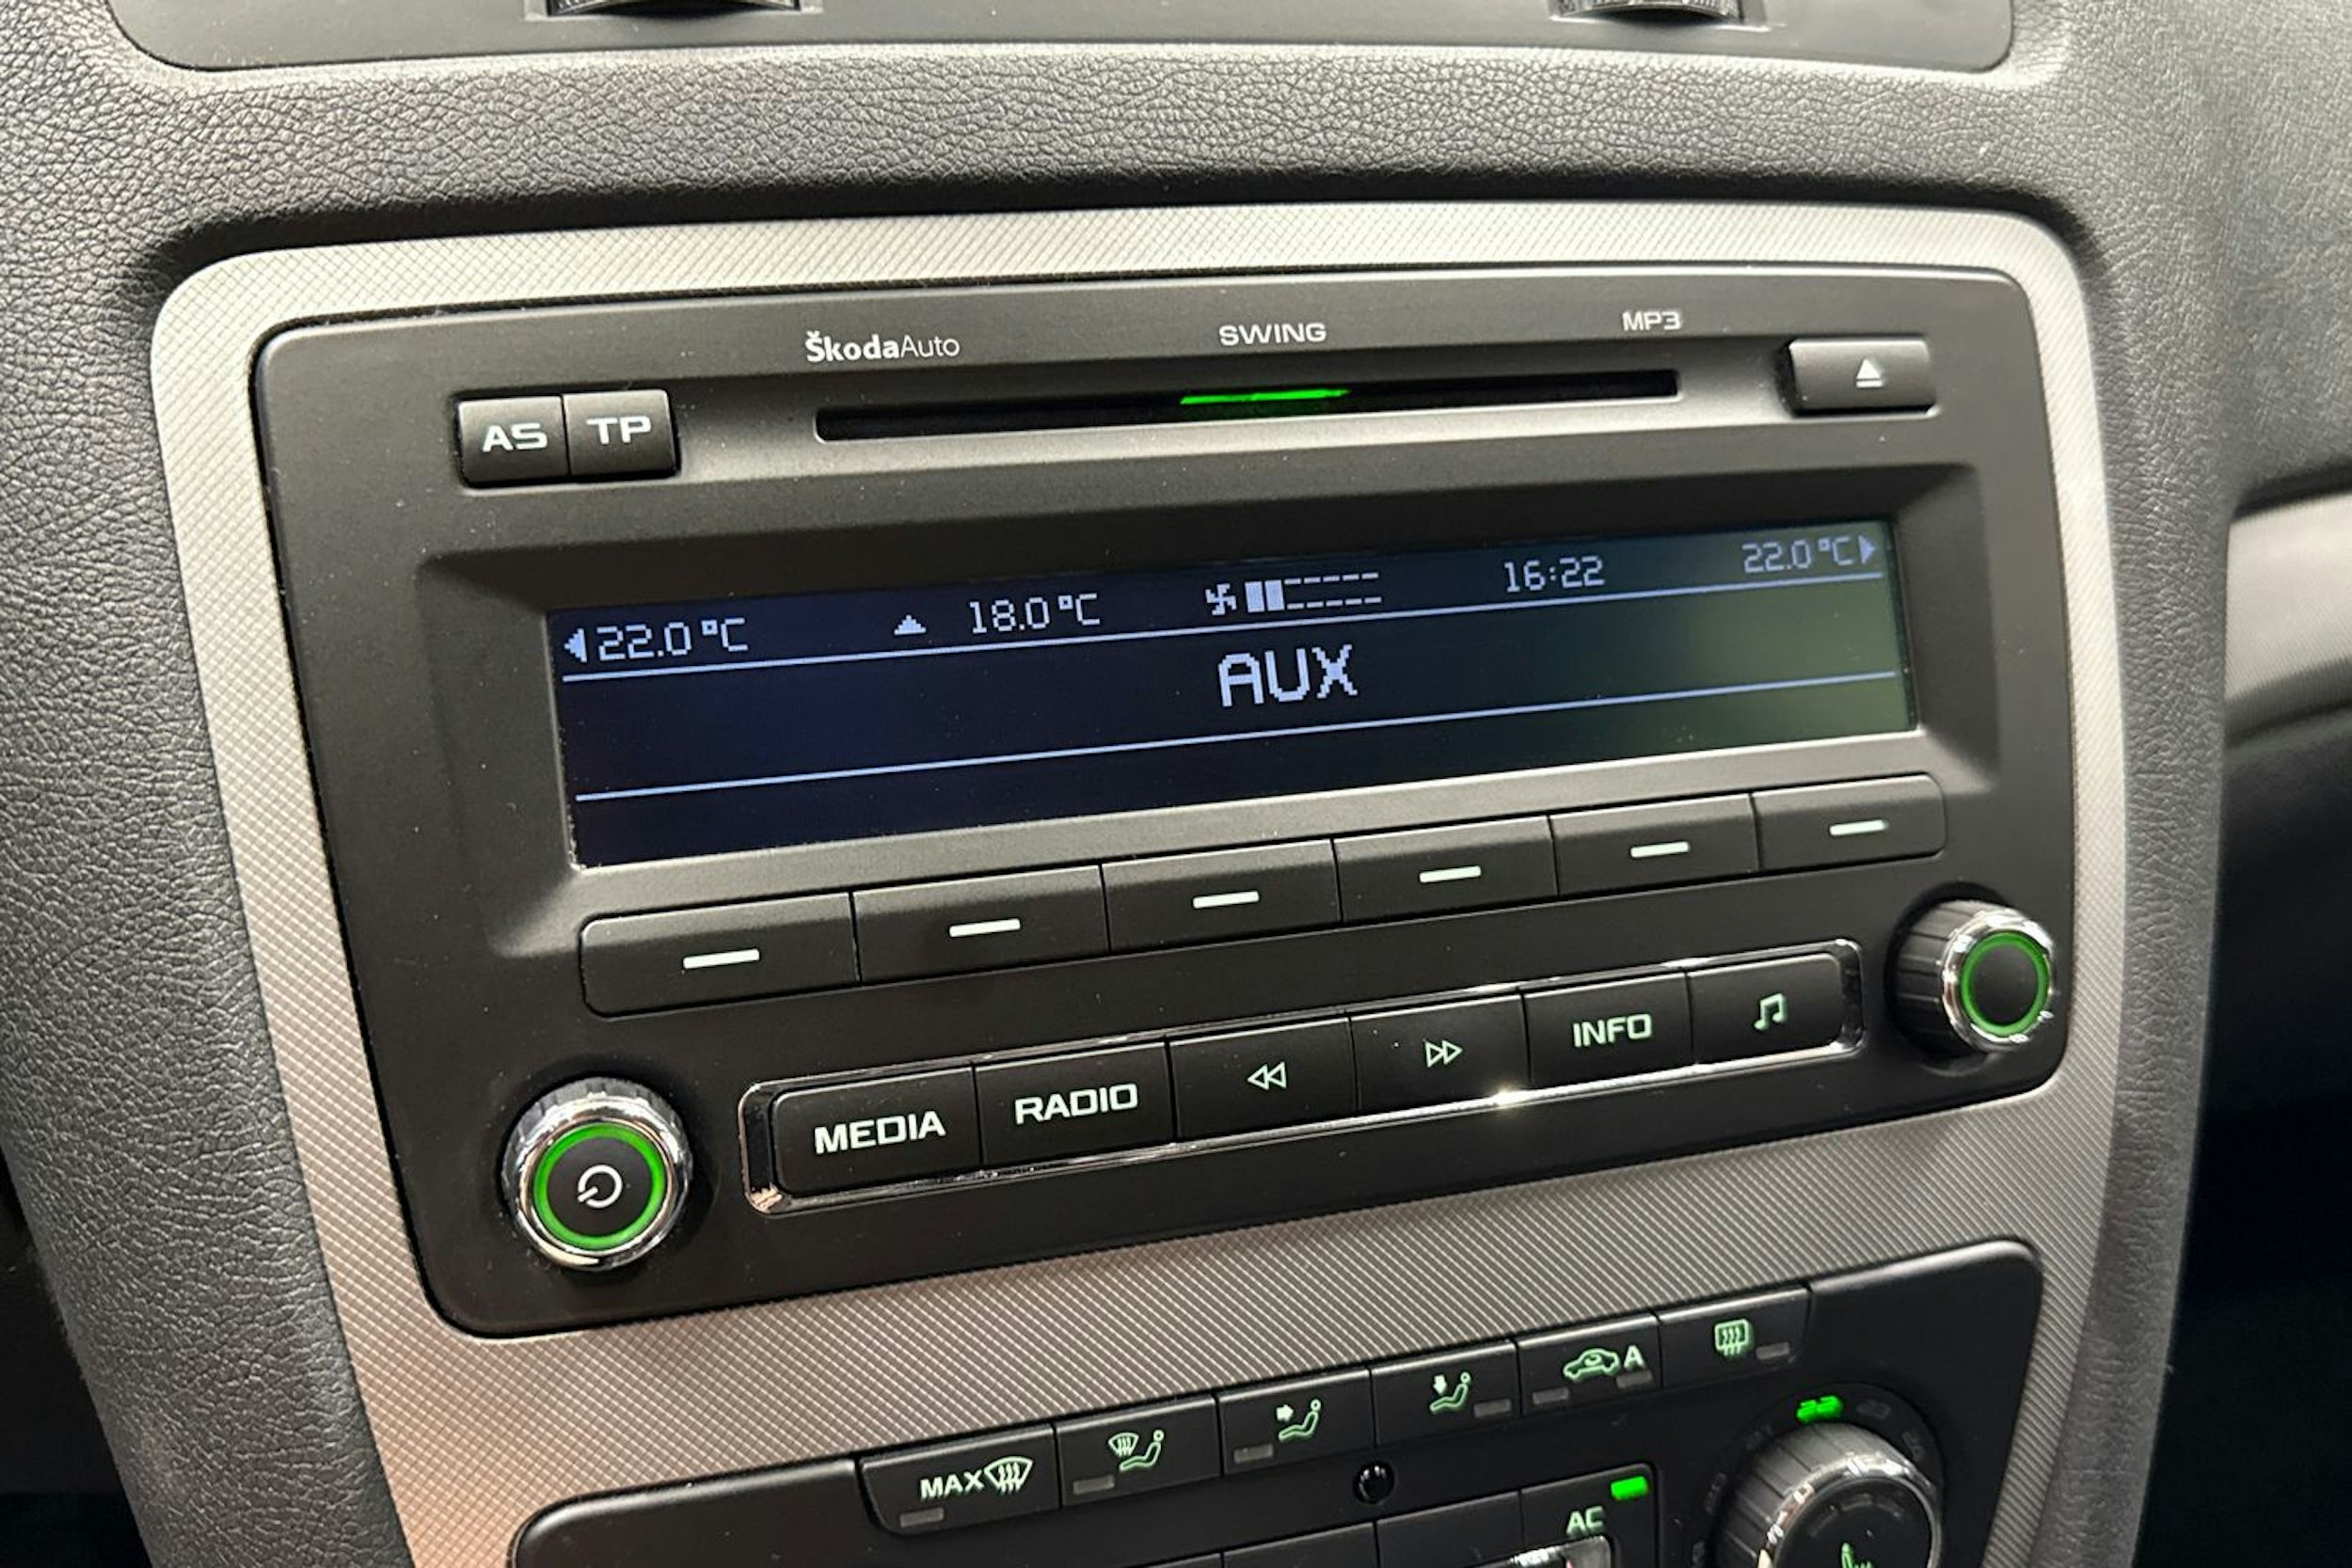 ŠkodaAuto
SWING
MP3
AS
TP
22.0 °C
18.0 °C
16:22
22.0 °C
AUX
MEDIA
RADIO
INFO
MAX
A
22
AC